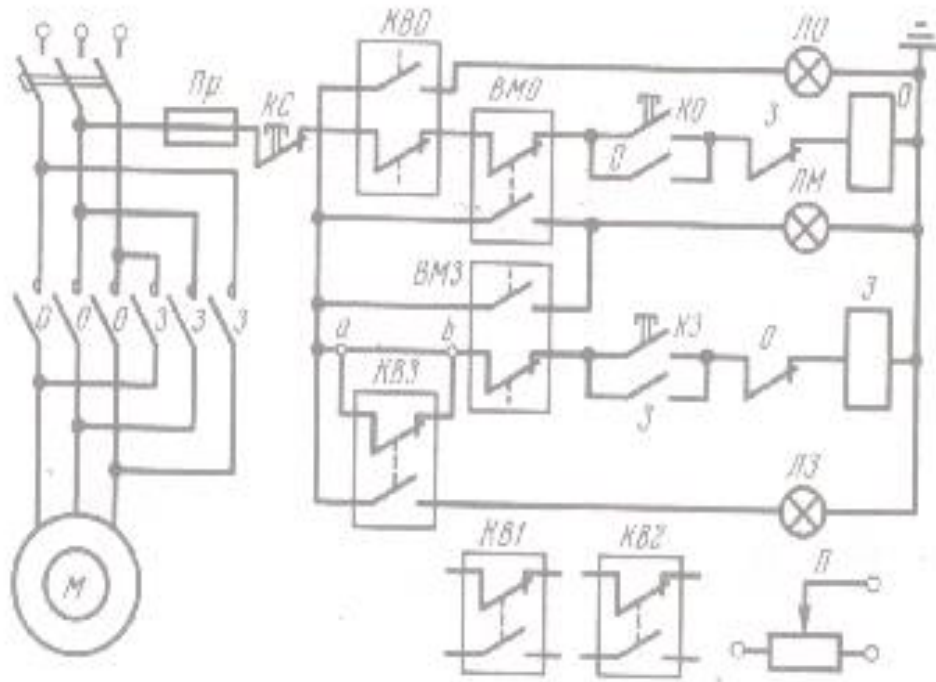 КВО
ЛО
Пр
КС
ВМО
КО
О
З
О
ЛМ
ВМЗ
О
О
О
З
З
З
а
b
КЗ
О
З
КВЗ
З
ЛЗ
КВ1
КВ2
П
М